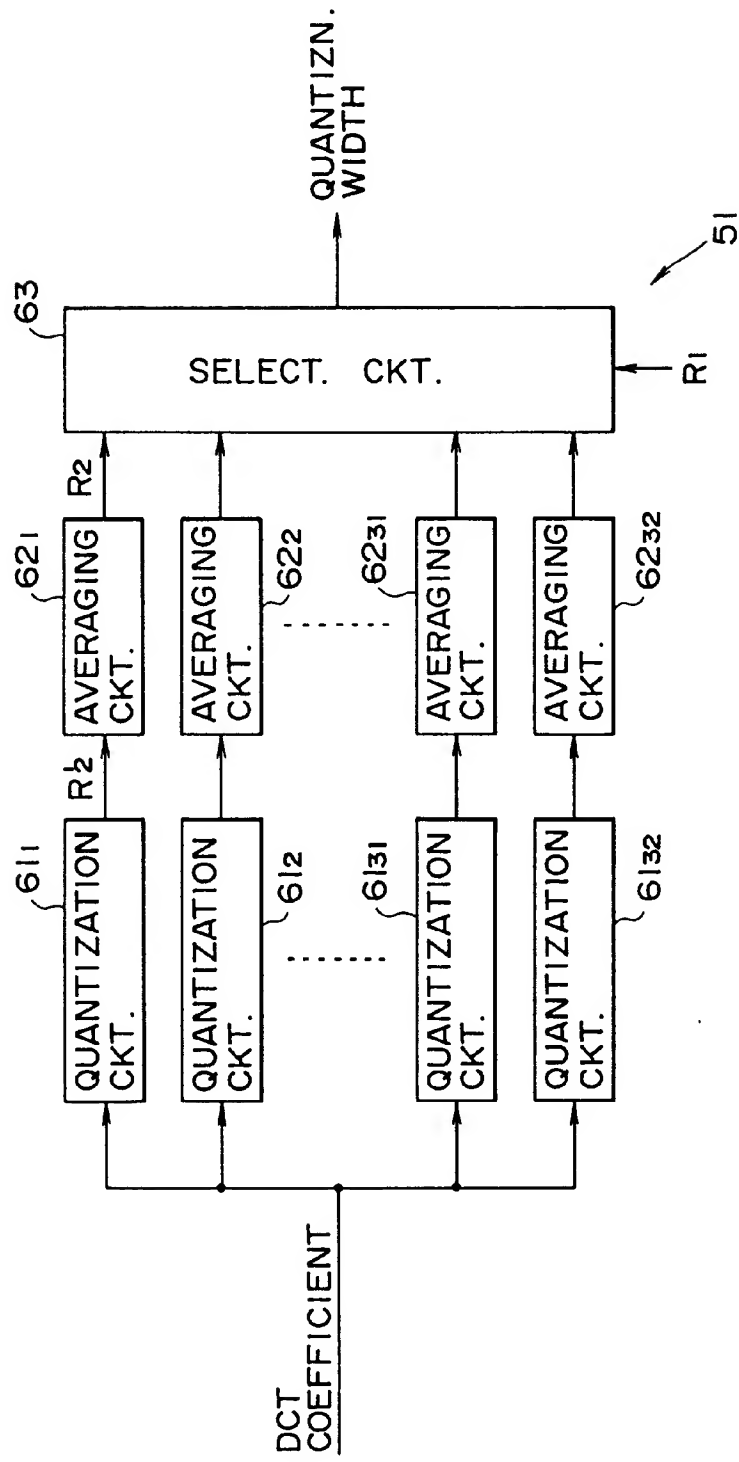 DCT
COEFFICIENT
611
QUANTIZATION
CKT.
R½
621
AVERAGING
CKT.
R2
QUANTIZATION
CKT.
612
AVERAGING
CKT.
622
QUANTIZATION
CKT.
6131
AVERAGING
CKT.
6231
QUANTIZATION
CKT.
6132
AVERAGING
CKT.
6232
63
SELECT. CKT.
R1
QUANTIZN.
WIDTH
51